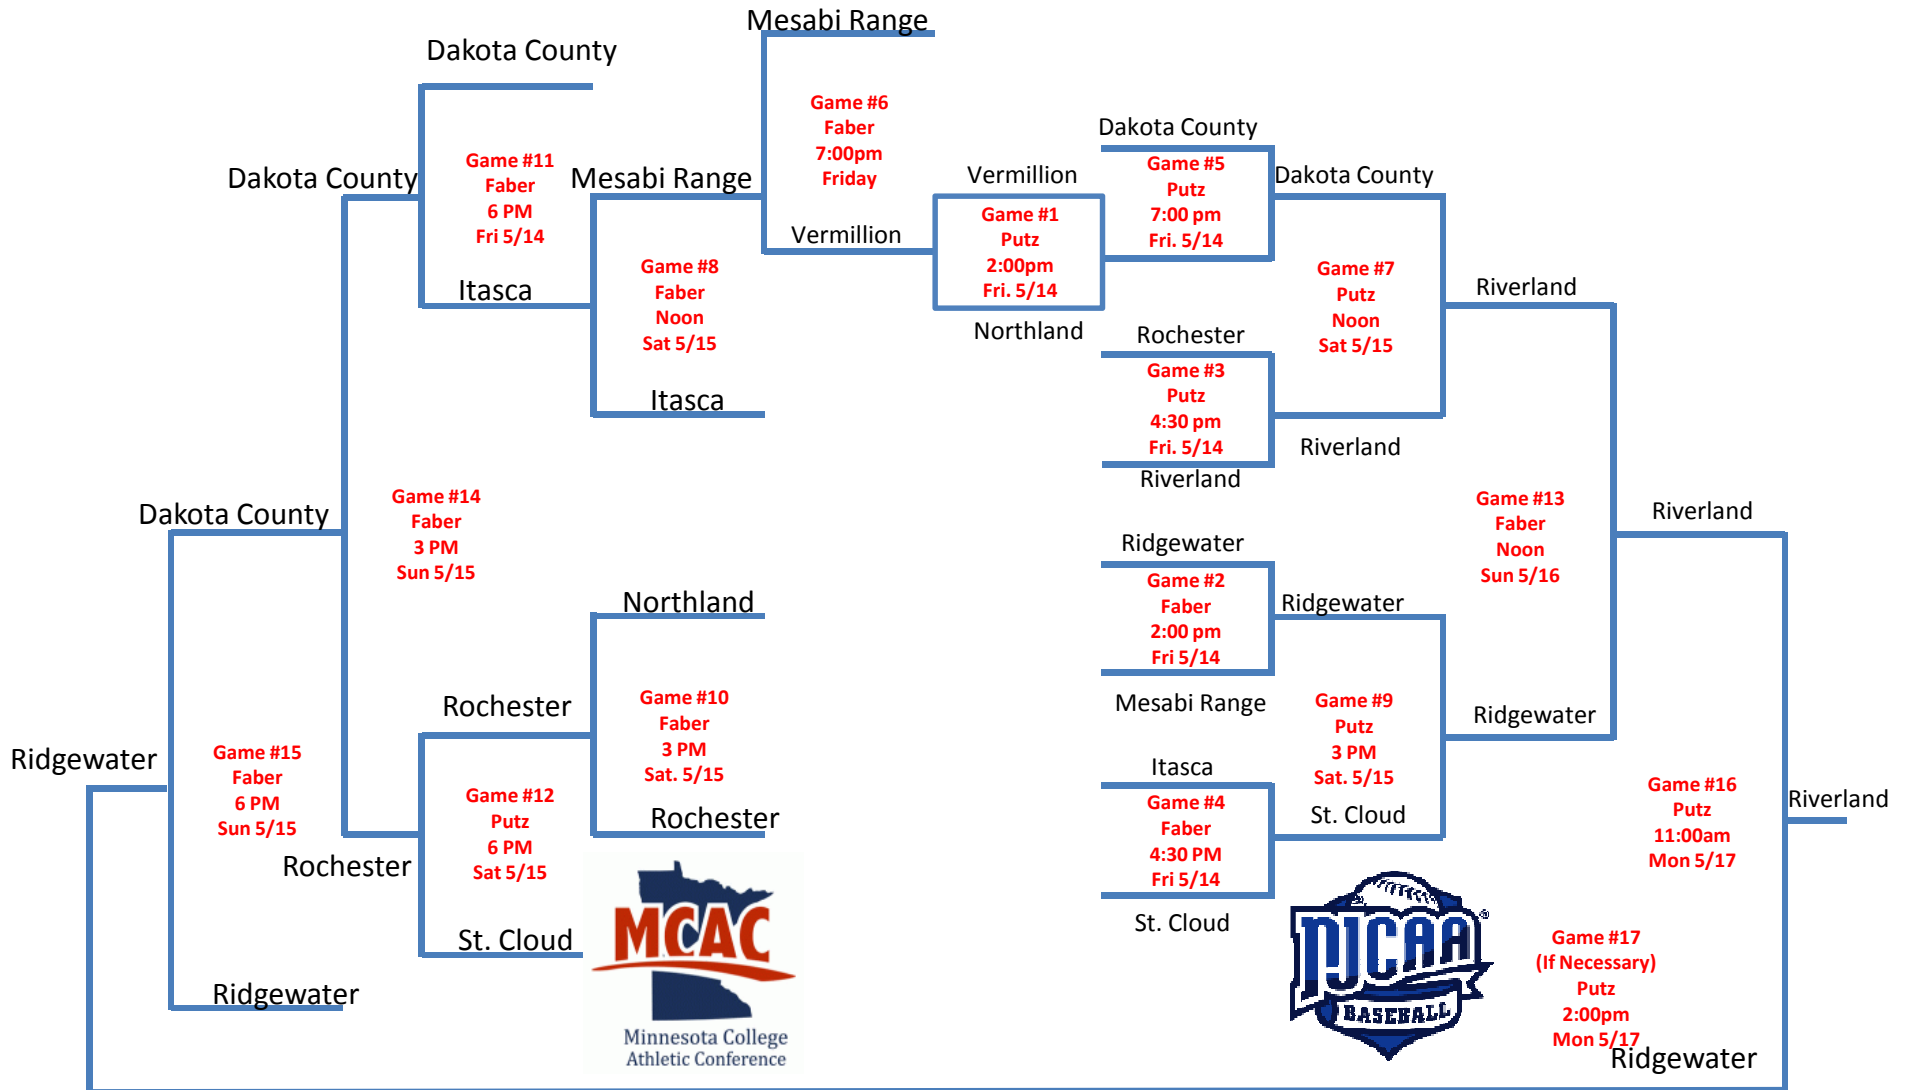 Mesabi Range
Dakota County
Game #6
Faber
7:00pm
Friday
Dakota County
Game #11
Faber
6 PM
Fri 5/14
Dakota County
Mesabi Range
Vermillion
Game #5
Putz
7:00 pm
Fri. 5/14
Dakota County
Vermillion
Game #1
Putz
2:00pm
Fri. 5/14
Northland
Itasca
Game #8
Faber
Noon
Sat 5/15
Itasca
Game #7
Putz
Noon
Sat 5/15
Riverland
Rochester
Game #3
Putz
4:30 pm
Fri. 5/14
Riverland
Riverland
Dakota County
Game #14
Faber
3 PM
Sun 5/15
Game #13
Faber
Noon
Sun 5/16
Riverland
Ridgewater
Game #2
Faber
2:00 pm
Fri 5/14
Ridgewater
Mesabi Range
Northland
Rochester
Game #10
Faber
3 PM
Sat. 5/15
Rochester
Game #9
Putz
3 PM
Sat. 5/15
Ridgewater
Ridgewater
Game #15
Faber
6 PM
Sun 5/15
Game #12
Putz
6 PM
Sat 5/15
Rochester
St. Cloud
Ridgewater
Itasca
Game #4
Faber
4:30 PM
Fri 5/14
St. Cloud
St. Cloud
Game #16
Putz
11:00am
Mon 5/17
Riverland
MCAC
Minnesota College
Athletic Conference
NJCAA
®
BASEBALL
Game #17
(If Necessary)
Putz
2:00pm
Mon 5/17
Ridgewater